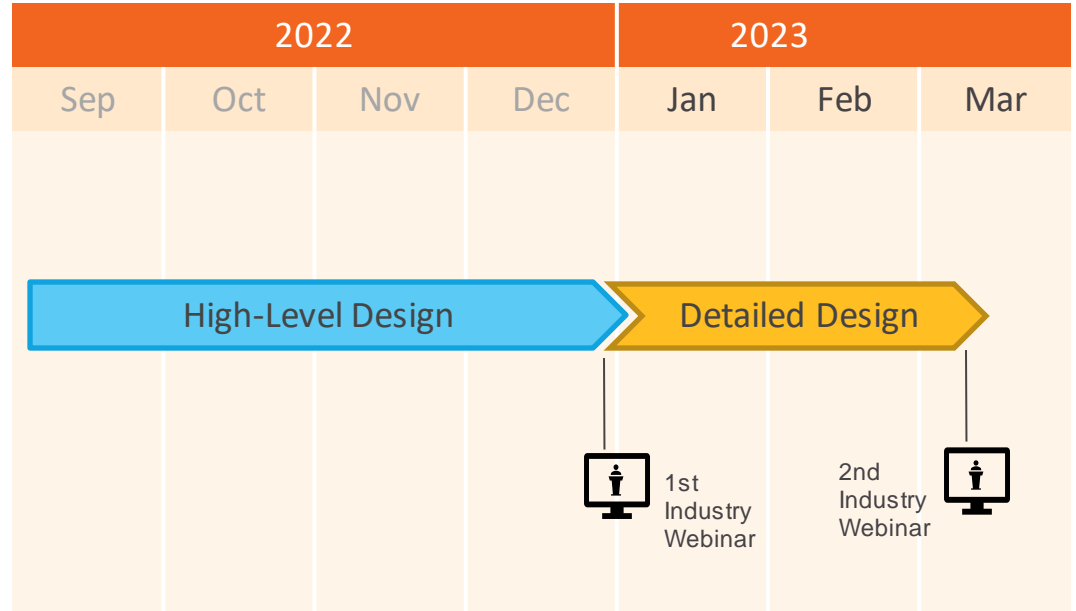 2022 2023
Sep Oct Nov Dec Jan Feb Mar
High-Level Design Detailed Design
1st
Industry
Webinar
2nd
Industry
Webinar